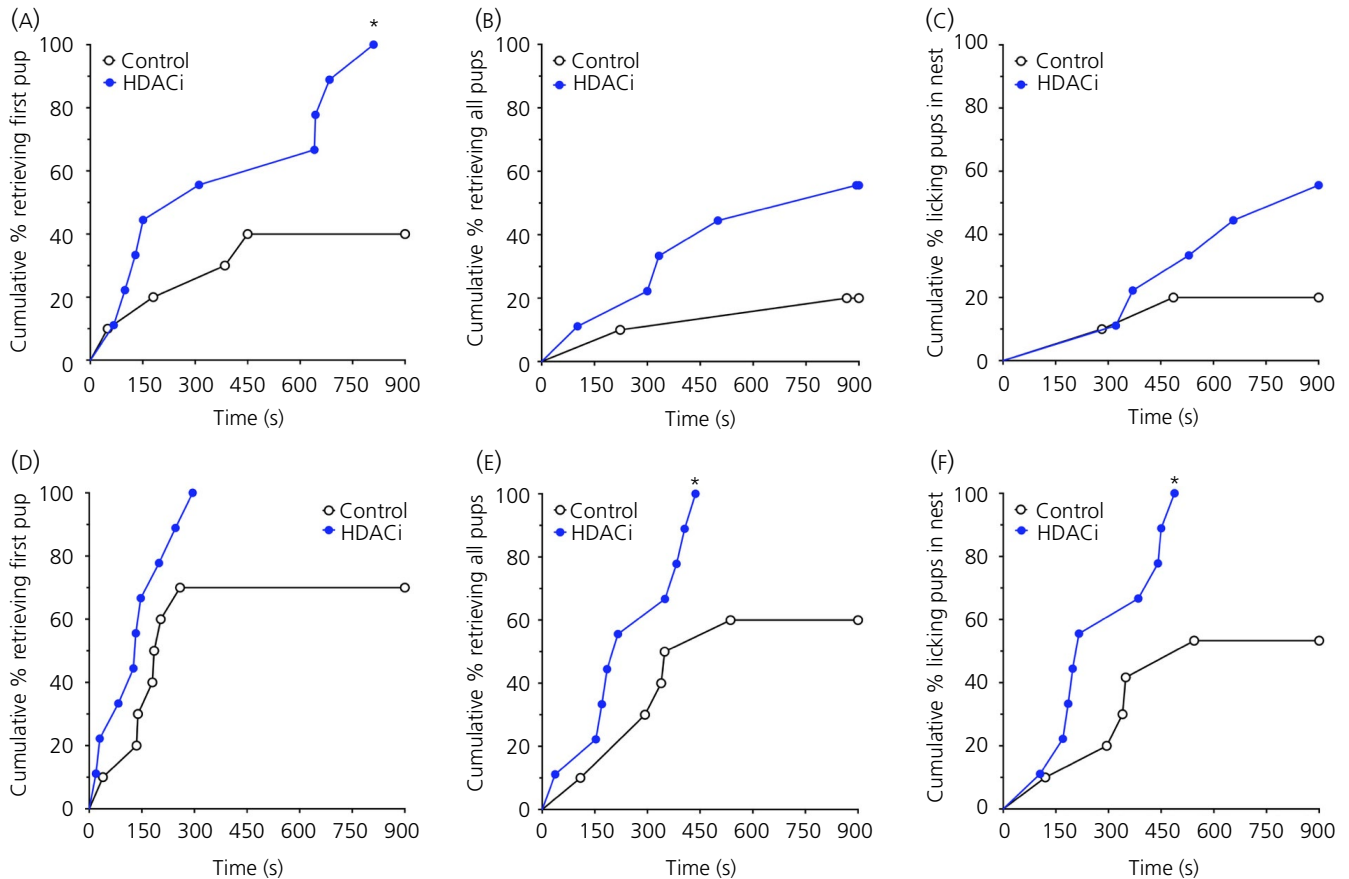 (A)
*
Cumulative % retrieving first pup
100
80
60
40
20
0
Control
HDACi
0 150 300 450 600 750 900
Time (s)
(B)
Cumulative % retrieving all pups
100
80
60
40
20
0
Control
HDACi
0 150 300 450 600 750 900
Time (s)
(C)
Cumulative % licking pups in nest
100
80
60
40
20
0
Control
HDACi
0 150 300 450 600 750 900
Time (s)
(D)
Cumulative % retrieving first pup
100
80
60
40
20
0
Control
HDACi
0 150 300 450 600 750 900
Time (s)
(E)
*
Cumulative % retrieving all pups
100
80
60
40
20
0
Control
HDACi
0 150 300 450 600 750 900
Time (s)
(F)
*
Cumulative % licking pups in nest
100
80
60
40
20
0
Control
HDACi
0 150 300 450 600 750 900
Time (s)